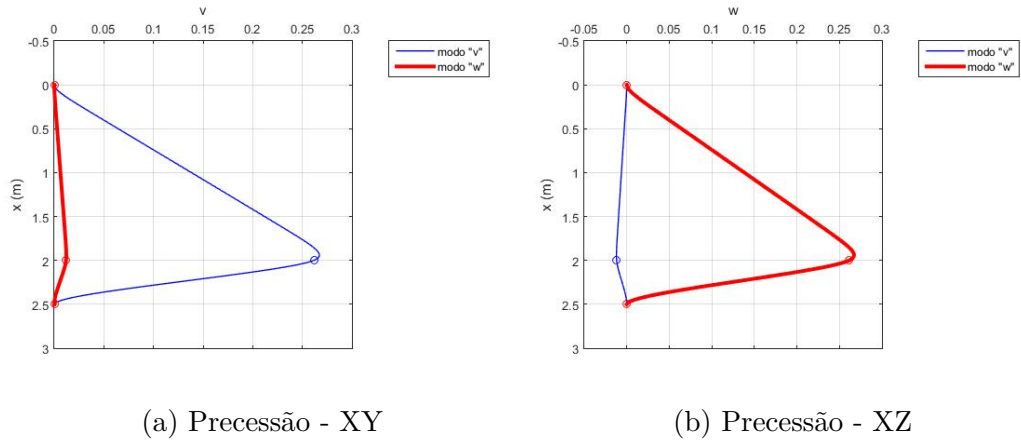 v
0 0.05 0.1 0.15 0.2 0.25 0.3
-0.5
0
0.5
1
1.5
2
2.5
3
x (m)
modo "v"
modo "w"
(a) Precessão - XY
w
-0.05 0 0.05 0.1 0.15 0.2 0.25 0.3
-0.5
0
0.5
1
1.5
2
2.5
3
x (m)
modo "v"
modo "w"
(b) Precessão - XZ